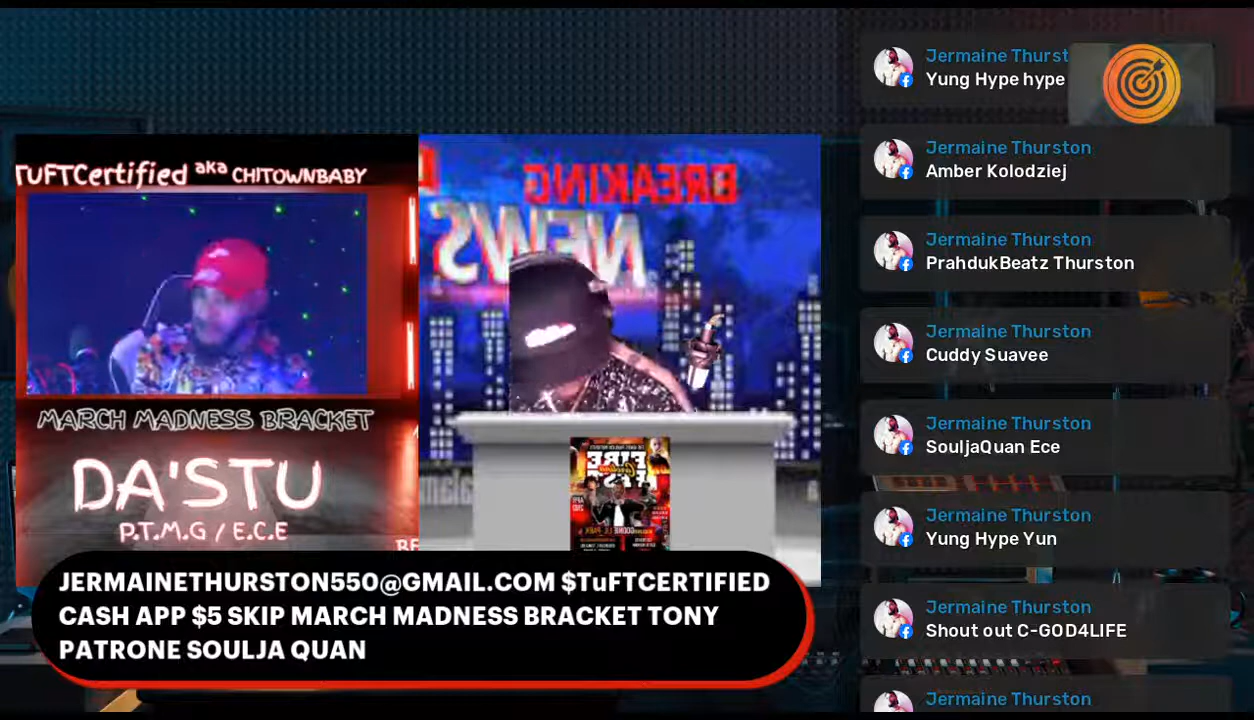 TUFTCertified aka CHITOWNBABY
BREAKING
NEWS
MARCH MADNESS BRACKET
DA'STU
P.T.M.G / E.C.E
FIRE
JERMAINETHURSTON550@GMAIL.COM $TuFTCERTIFIED
CASH APP $5 SKIP MARCH MADNESS BRACKET TONY
PATRONE SOULJA QUAN
Jermaine Thurst
Yung Hype hype
Jermaine Thurston
Amber Kolodziej
Jermaine Thurston
PrahdukBeatz Thurston
Jermaine Thurston
Cuddy Suavee
Jermaine Thurston
SouljaQuan Ece
Jermaine Thurston
Yung Hype Yun
Jermaine Thurston
Shout out C-GOD4LIFE
Jermaine Thurston